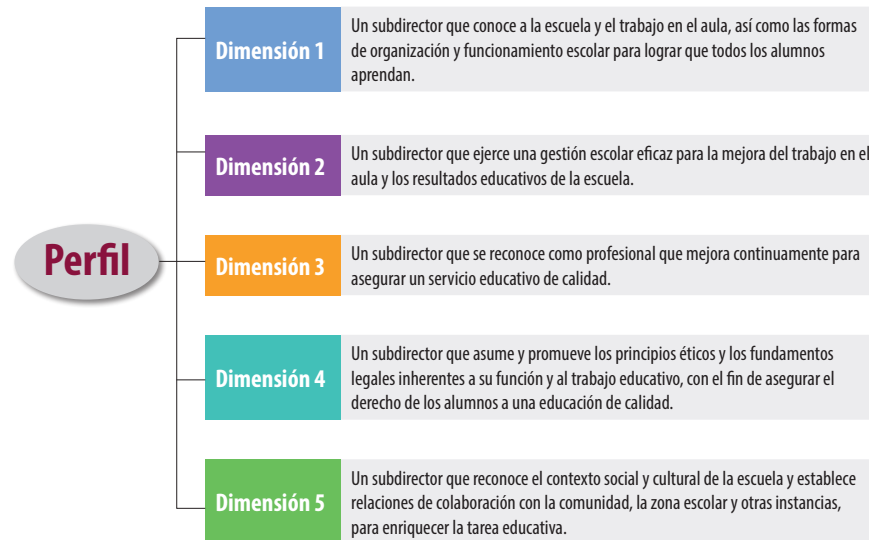 Perfil
Dimensión 1
Un subdirector que conoce a la escuela y el trabajo en el aula, así como las formas
de organización y funcionamiento escolar para lograr que todos los alumnos
aprendan.
Dimensión 2
Un subdirector que ejerce una gestión escolar eficaz para la mejora del trabajo en el
aula y los resultados educativos de la escuela.
Dimensión 3
Un subdirector que se reconoce como profesional que mejora continuamente para
asegurar un servicio educativo de calidad.
Dimensión 4
Un subdirector que asume y promueve los principios éticos y los fundamentos
legales inherentes a su función y al trabajo educativo, con el fin de asegurar el
derecho de los alumnos a una educación de calidad.
Dimensión 5
Un subdirector que reconoce el contexto social y cultural de la escuela y establece
relaciones de colaboración con la comunidad, la zona escolar y otras instancias,
para enriquecer la tarea educativa.